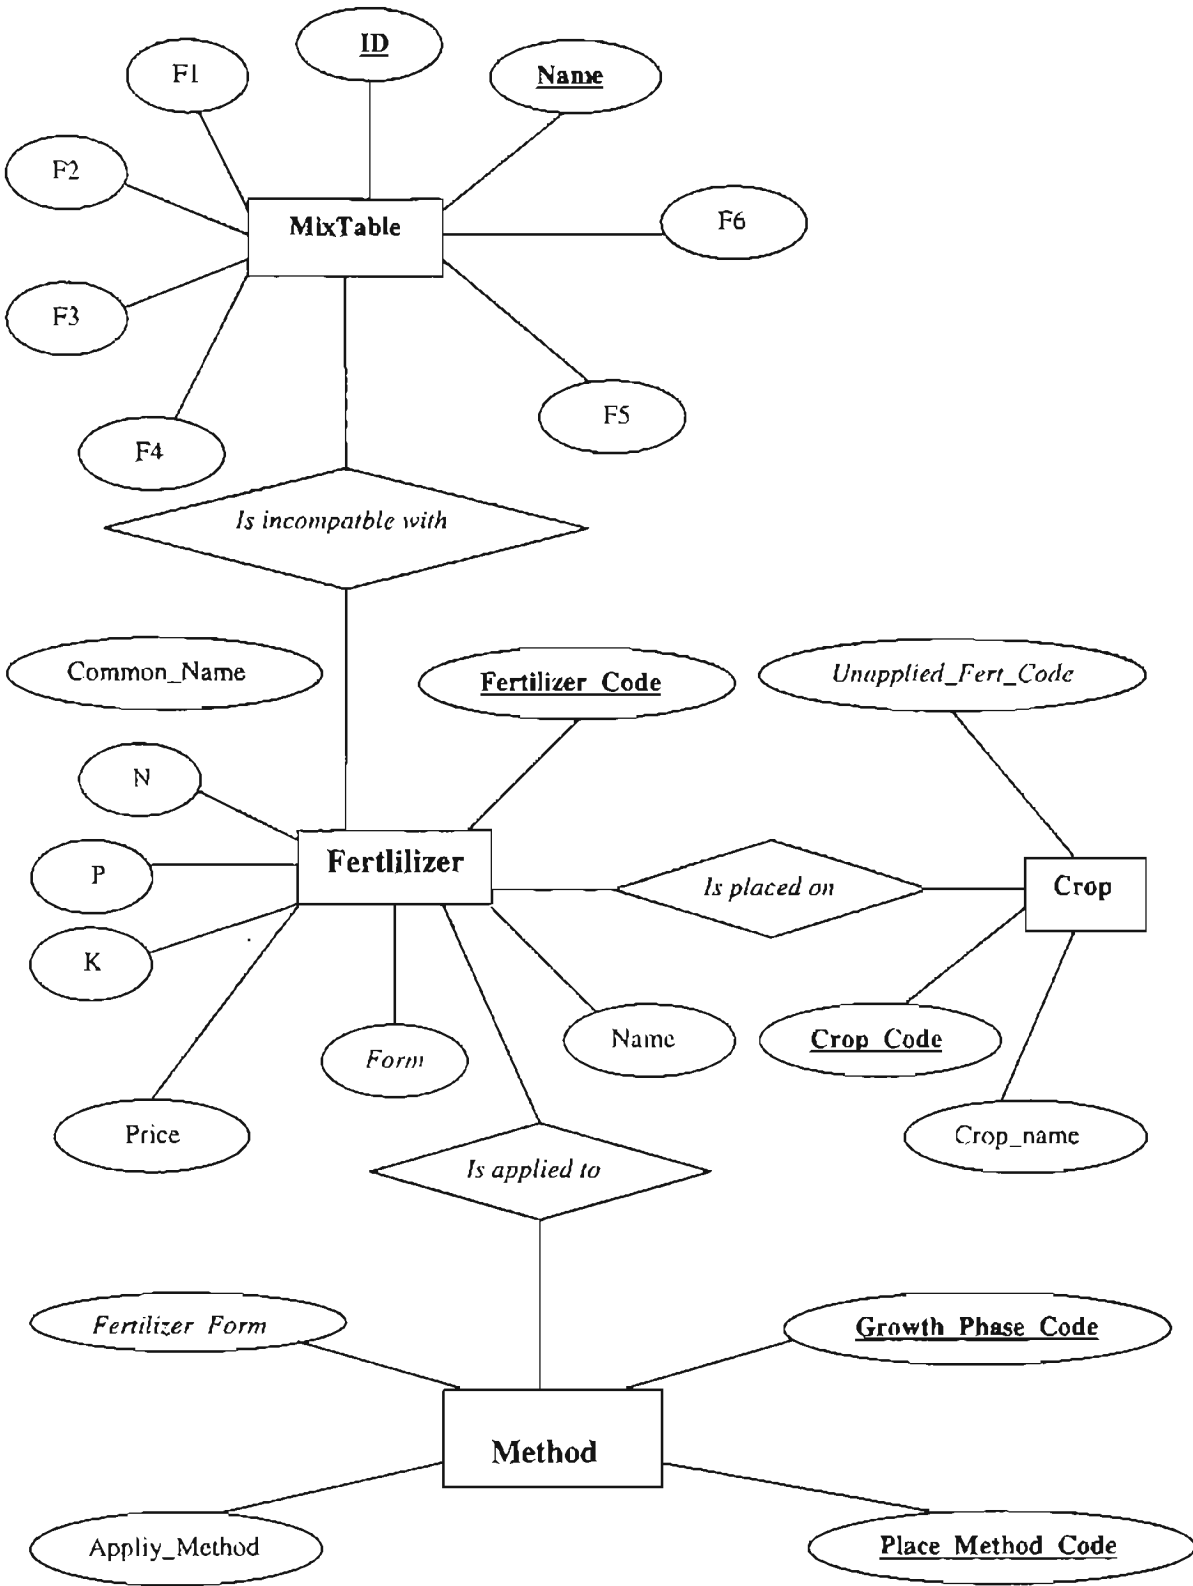 ID
F1
Name
F2
F6
MixTable
F3
F5
F4
Is incompatble with
Common_Name
Fertilizer Code
Unapplied_Fert_Code
N
Fertlilizer
P
Is placed on
Crop
K
Form
Name
Crop Code
Price
Crop_name
Is applied to
Fertilizer Form
Growth Phase Code
Method
Appliy_Method
Place Method Code